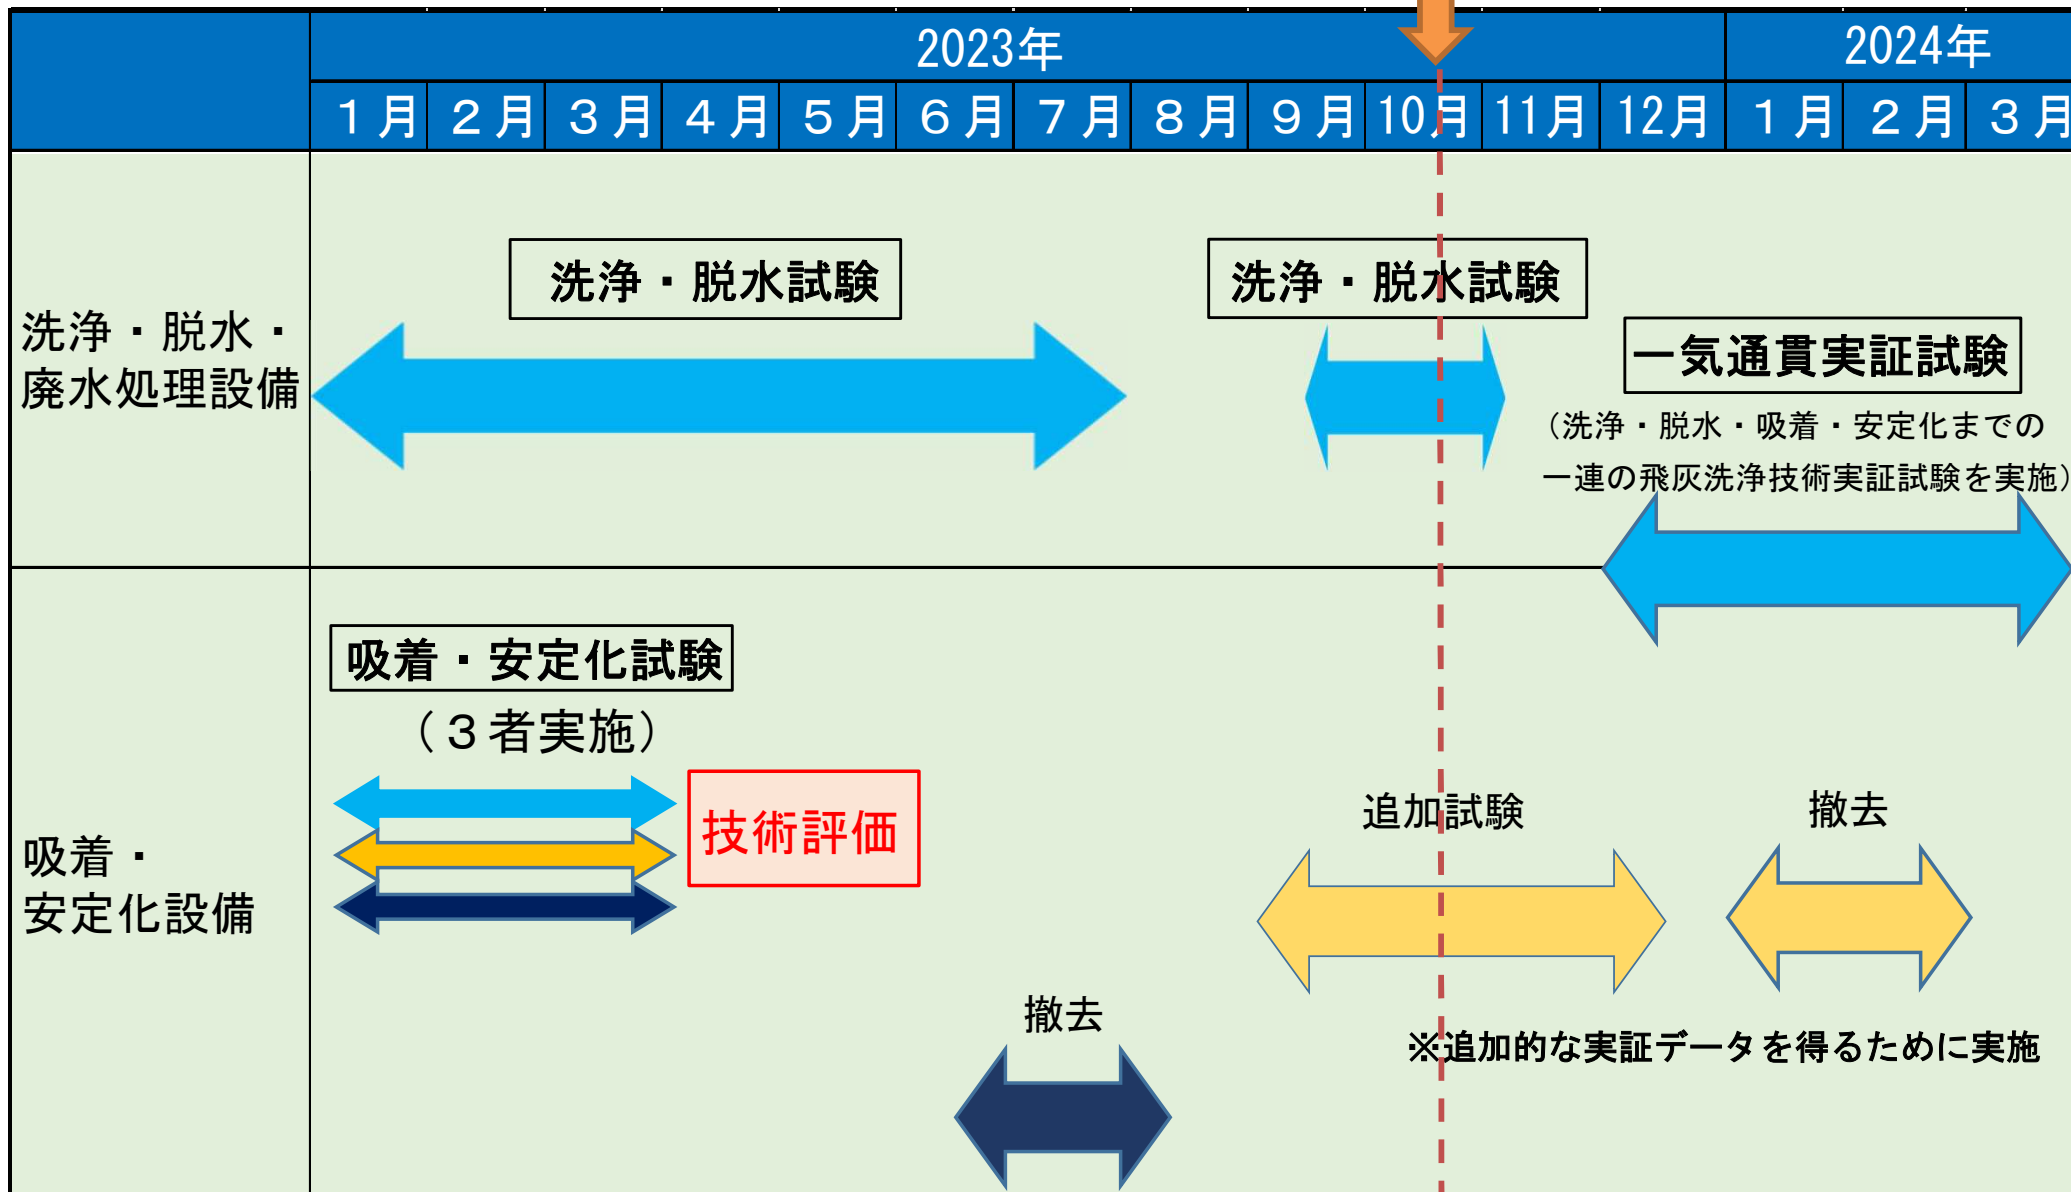 2023年
2024年
１月 ２月 ３月 ４月 ５月 ６月 ７月 ８月 ９月 10月 11月 12月 １月 ２月 ３月
洗浄・脱水・
廃水処理設備
洗浄・脱水試験
洗浄・脱水試験
一気通貫実証試験
（洗浄・脱水・吸着・安定化までの
一連の飛灰洗浄技術実証試験を実施）
吸着・
安定化設備
吸着・安定化試験
（３者実施）
技術評価
追加試験
撤去
撤去
※追加的な実証データを得るために実施